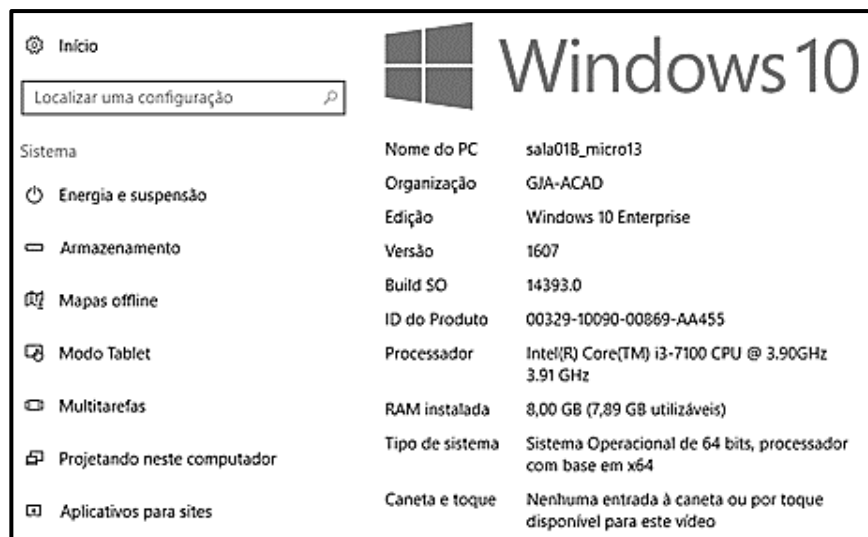 Início
Localizar uma configuração
Sistema
Energia e suspensão
Armazenamento
Mapas offline
Modo Tablet
Multitarefas
Projetando neste computador
Aplicativos para sites
Windows 10
Nome do PC sala01B_micro13
Organização GJA-ACAD
Edição Windows 10 Enterprise
Versão 1607
Build SO 14393.0
ID do Produto 00329-10090-00869-AA455
Processador Intel(R) Core(TM) i3-7100 CPU @ 3.90GHz
3.91 GHz
RAM instalada 8,00 GB (7,89 GB utilizáveis)
Tipo de sistema Sistema Operacional de 64 bits, processador
com base em x64
Caneta e toque Nenhuma entrada à caneta ou por toque
disponível para este vídeo